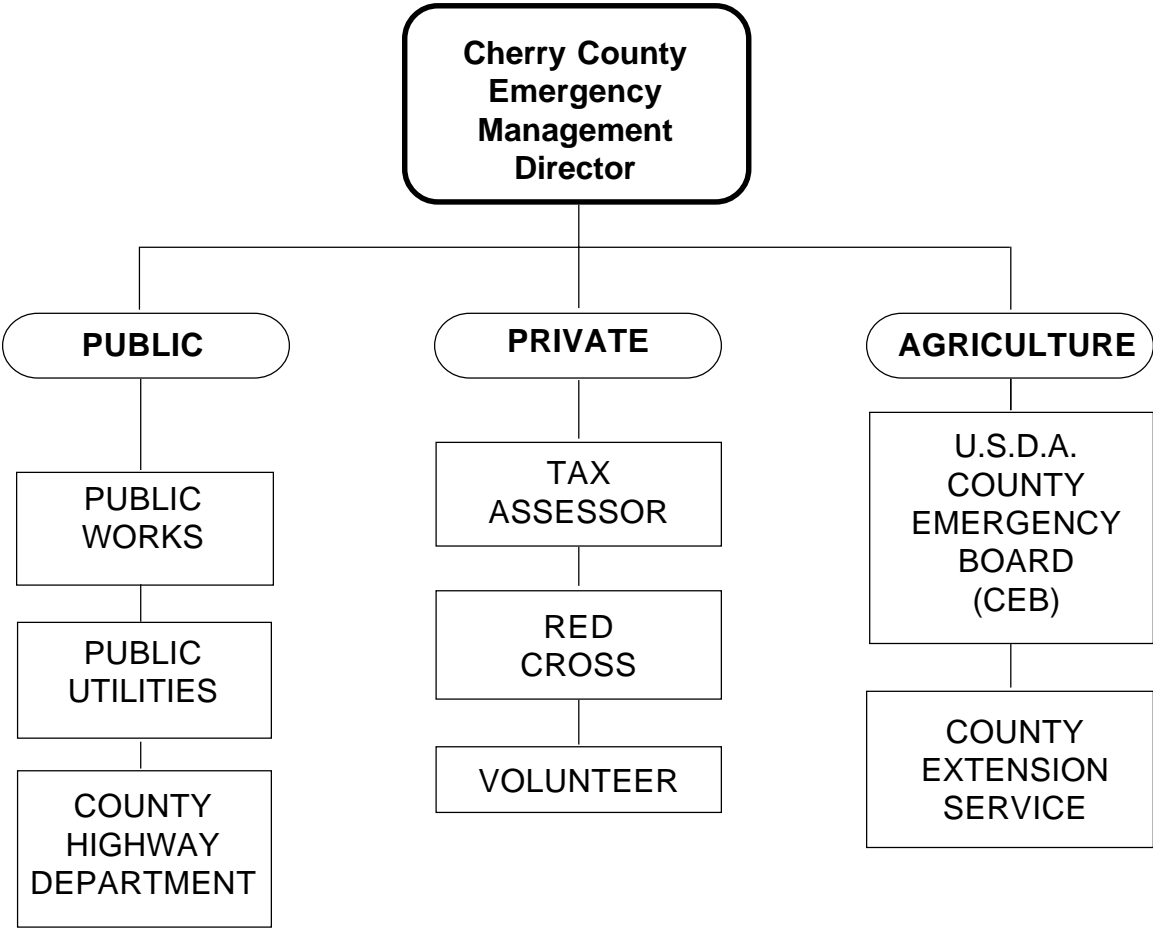 Cherry County
Emergency
Management
Director
PUBLIC
PRIVATE
AGRICULTURE
PUBLIC
WORKS
PUBLIC
UTILITIES
COUNTY
HIGHWAY
DEPARTMENT
TAX
ASSESSOR
RED
CROSS
VOLUNTEER
U.S.D.A.
COUNTY
EMERGENCY
BOARD
(CEB)
COUNTY
EXTENSION
SERVICE